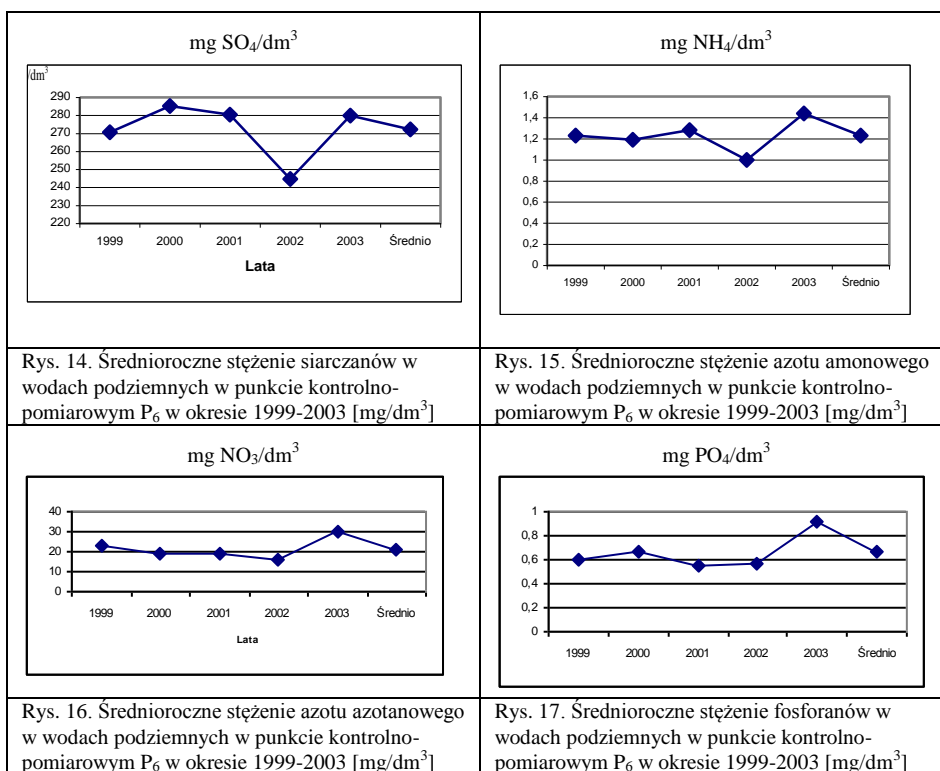 mg SO₄/dm³
/dm³
290
280
270
260
250
240
230
220
1999 2000 2001 2002 2003 Średnio
Lata
Rys. 14. Średnioroczne stężenie siarczanów w
wodach podziemnych w punkcie kontrolno-
pomiarowym P₆ w okresie 1999-2003 [mg/dm³]
mg NH₄/dm³
1,6
1,4
1,2
1
0,8
0,6
0,4
0,2
0
1999 2000 2001 2002 2003 Średnio
Rys. 15. Średnioroczne stężenie azotu amonowego
w wodach podziemnych w punkcie kontrolno-
pomiarowym P₆ w okresie 1999-2003 [mg/dm³]
mg NO₃/dm³
40
30
20
10
0
1999 2000 2001 2002 2003 Średnio
Lata
Rys. 16. Średnioroczne stężenie azotu azotanowego
w wodach podziemnych w punkcie kontrolno-
pomiarowym P₆ w okresie 1999-2003 [mg/dm³]
mg PO₄/dm³
1
0,8
0,6
0,4
0,2
0
1999 2000 2001 2002 2003 Średnio
Rys. 17. Średnioroczne stężenie fosforanów w
wodach podziemnych w punkcie kontrolno-
pomiarowym P₆ w okresie 1999-2003 [mg/dm³]